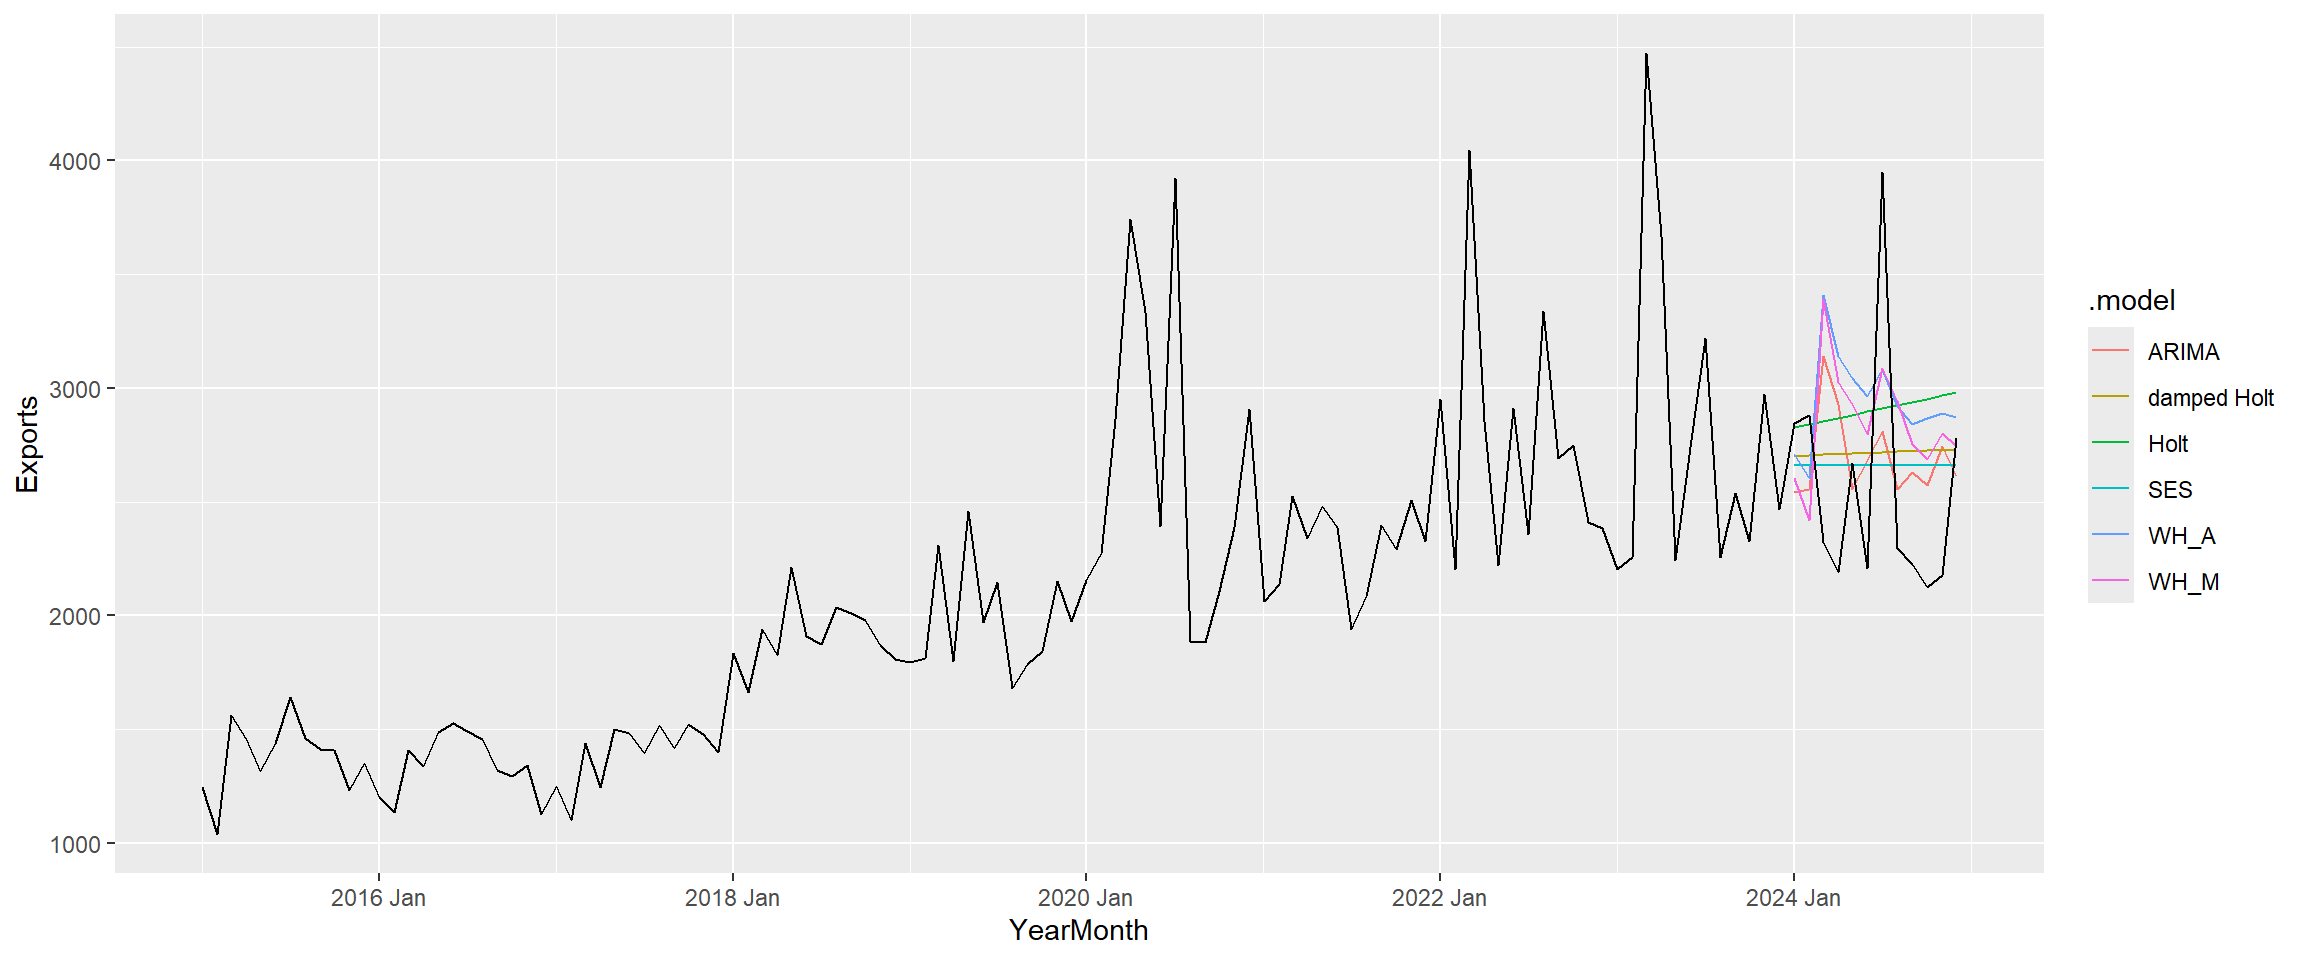 Exports
4000
3000
2000
1000
2016 Jan
2018 Jan
2020 Jan
2022 Jan
2024 Jan
YearMonth
.model
ARIMA
damped Holt
Holt
SES
WH_A
WH_M